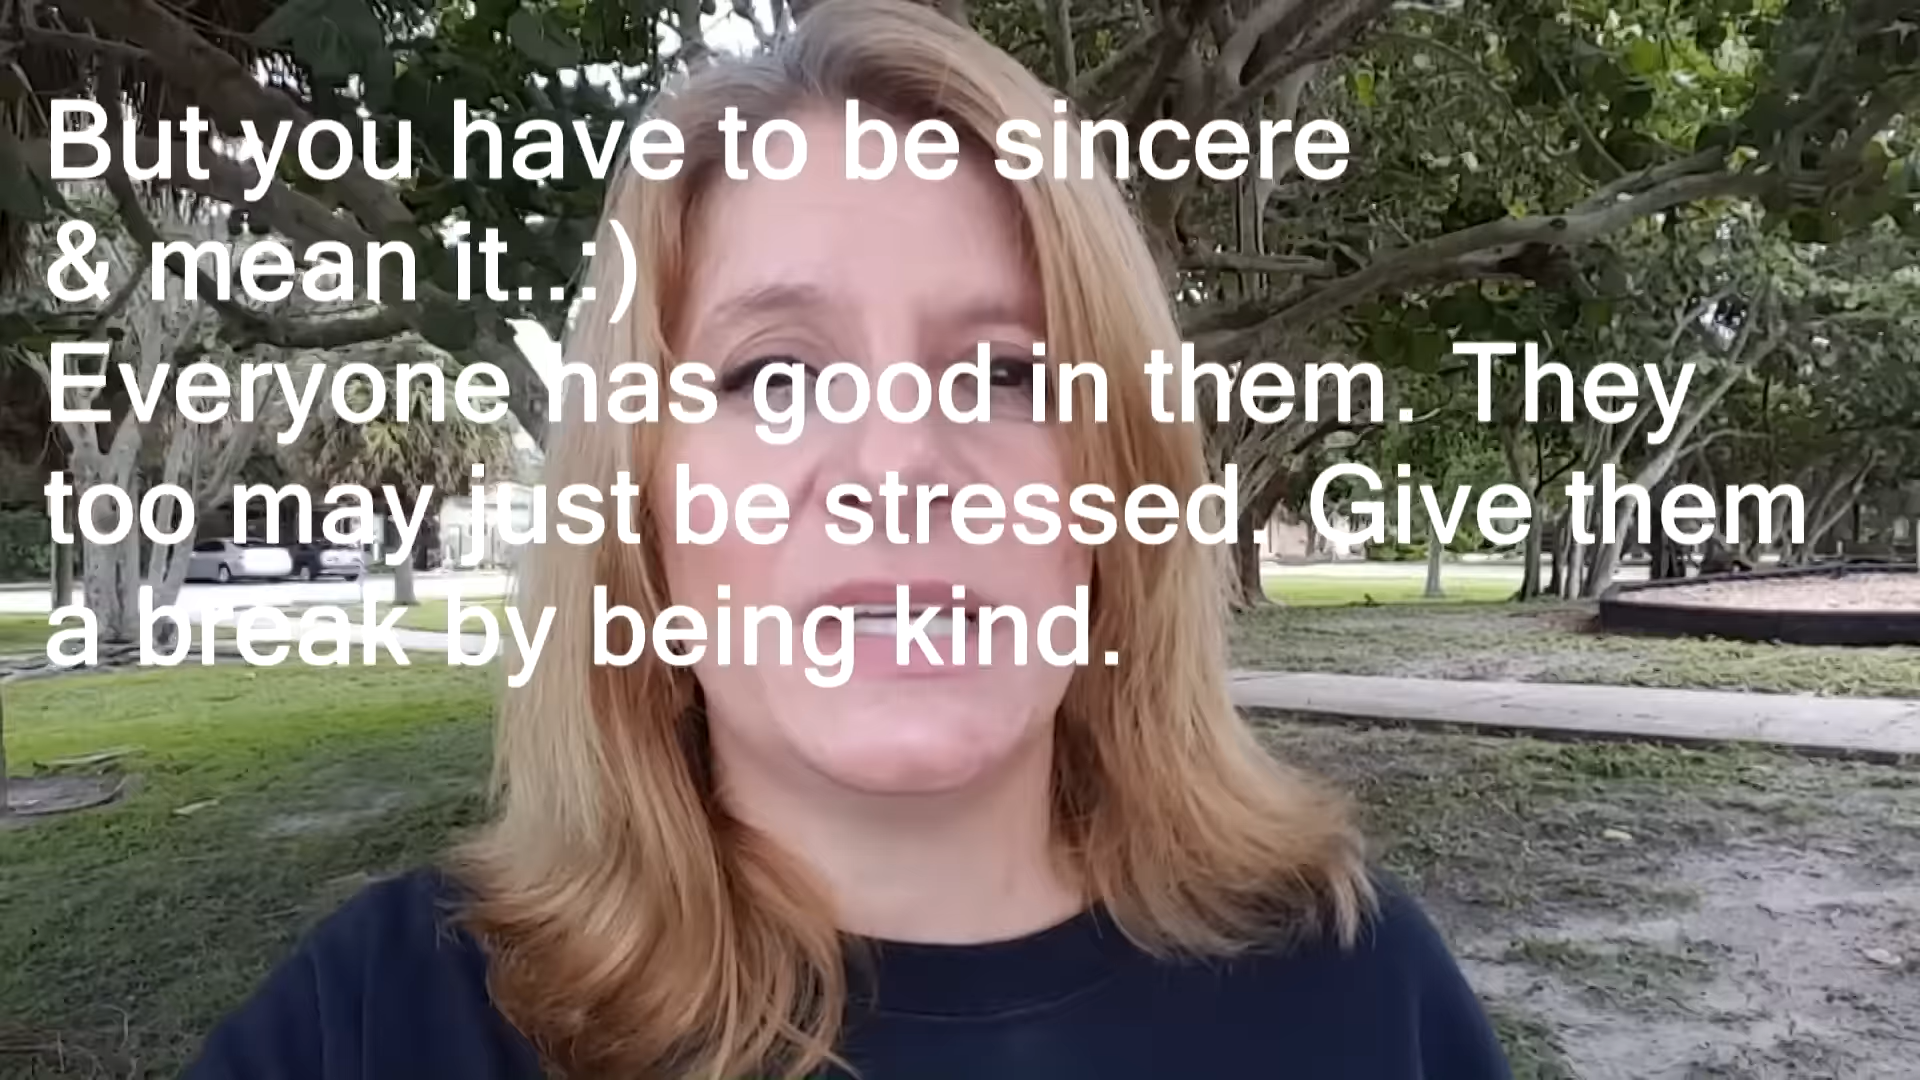 But you have to be sincere
& mean it..:)
Everyone has good in them. They
too may just be stressed. Give them
a break by being kind.